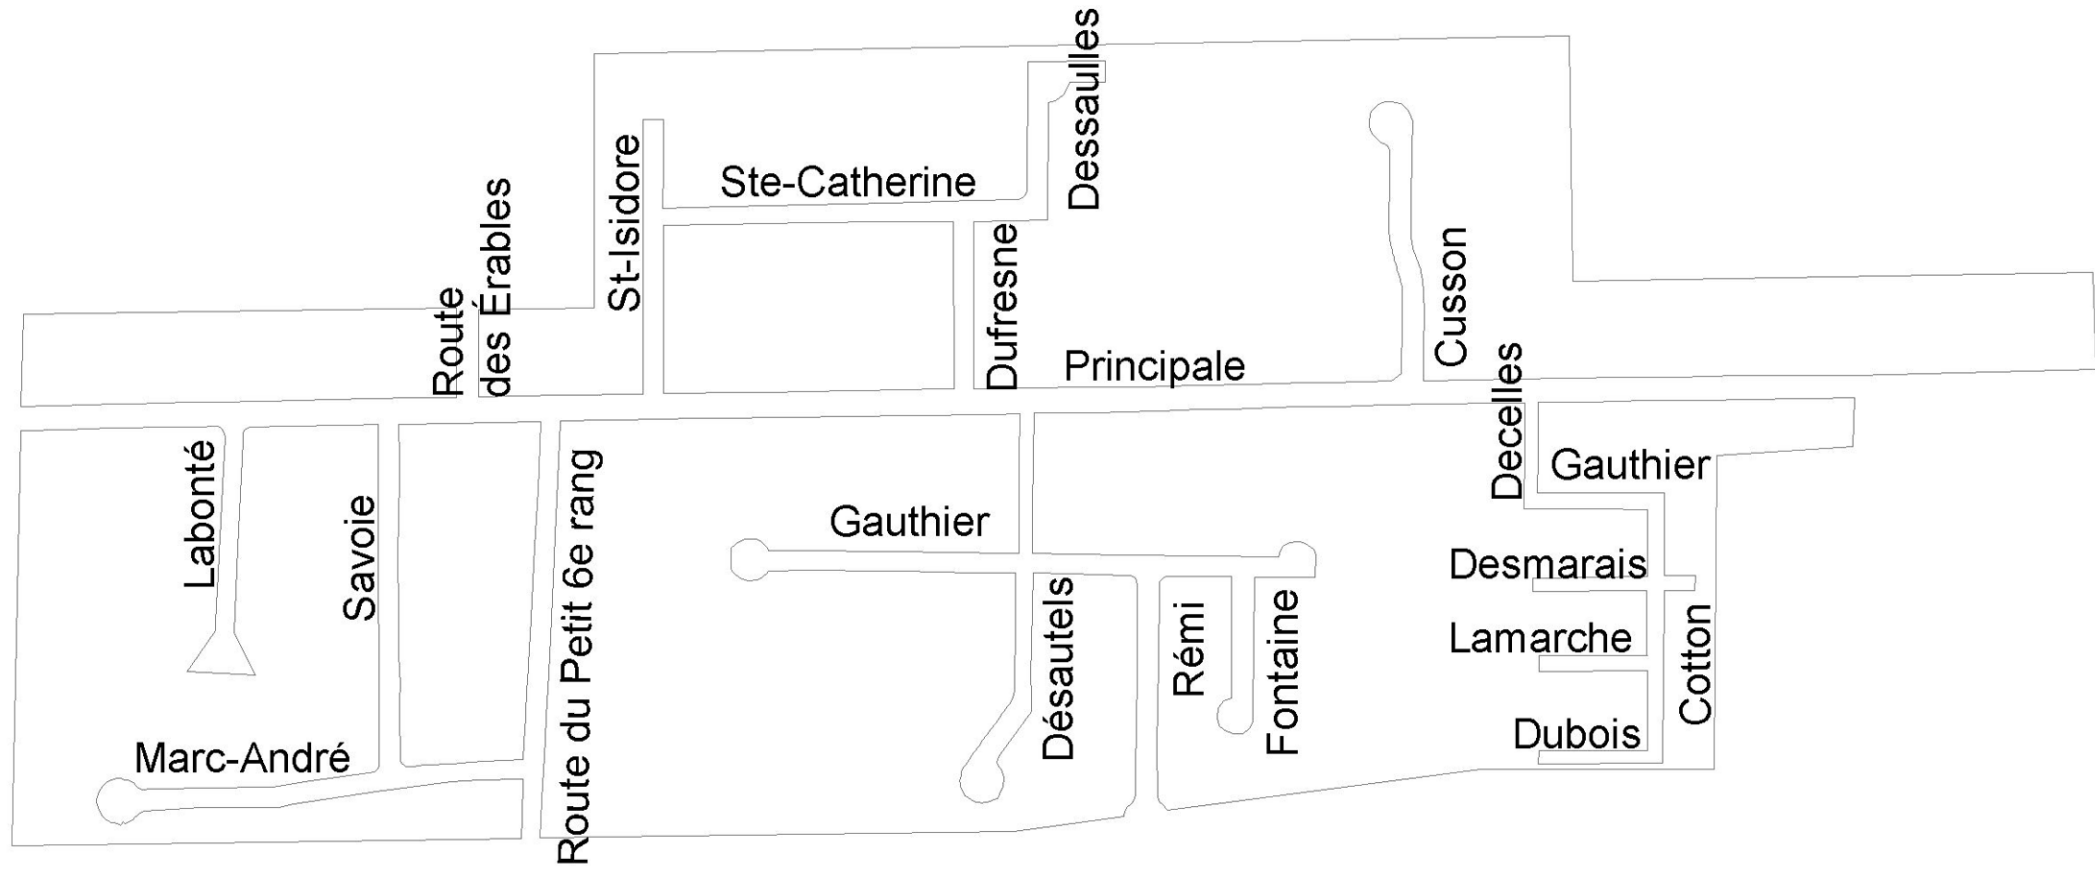 Dessaulles
Ste-Catherine
St-Isidore
Route
des Érables
Dufresne
Principale
Cusson
Decelles
Labonté
Savoie
Route du Petit 6e rang
Gauthier
Gauthier
Désautels
Rémi
Fontaine
Desmarais
Lamarche
Cotton
Dubois
Marc-André